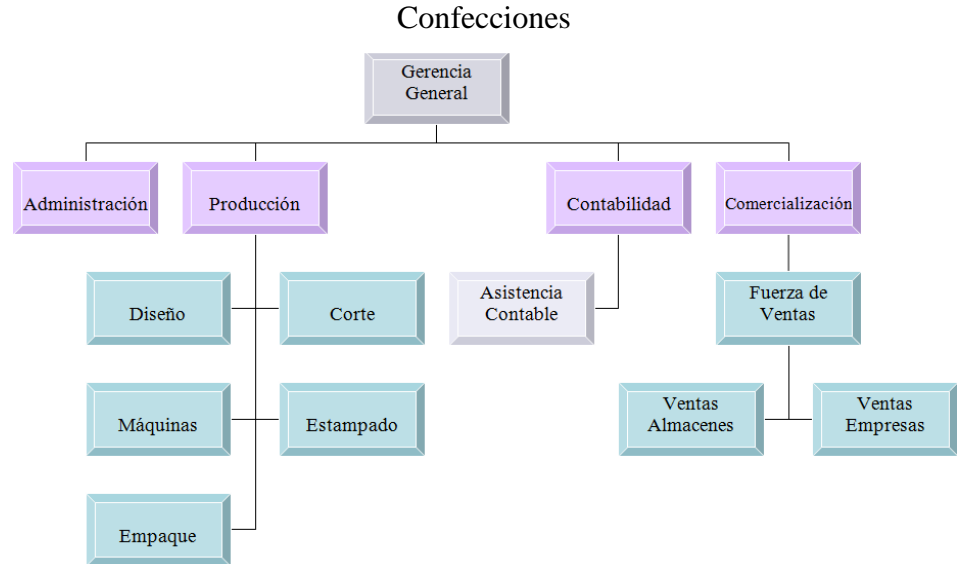 Confecciones
Gerencia
General
Administración
Producción
Contabilidad
Comercialización
Diseño
Corte
Asistencia
Contable
Fuerza de
Ventas
Máquinas
Estampado
Ventas
Almacenes
Ventas
Empresas
Empaque